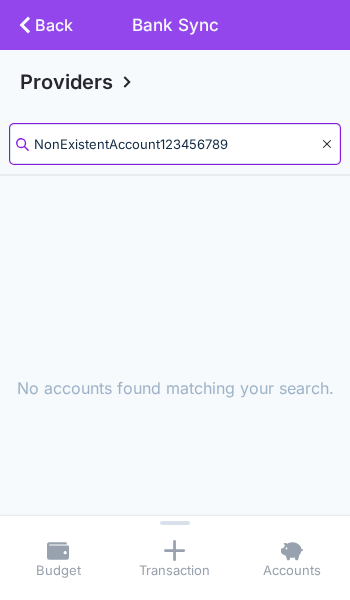 Back
Bank Sync
Providers
NonExistentAccount123456789
No accounts found matching your search.
Budget
Transaction
Accounts